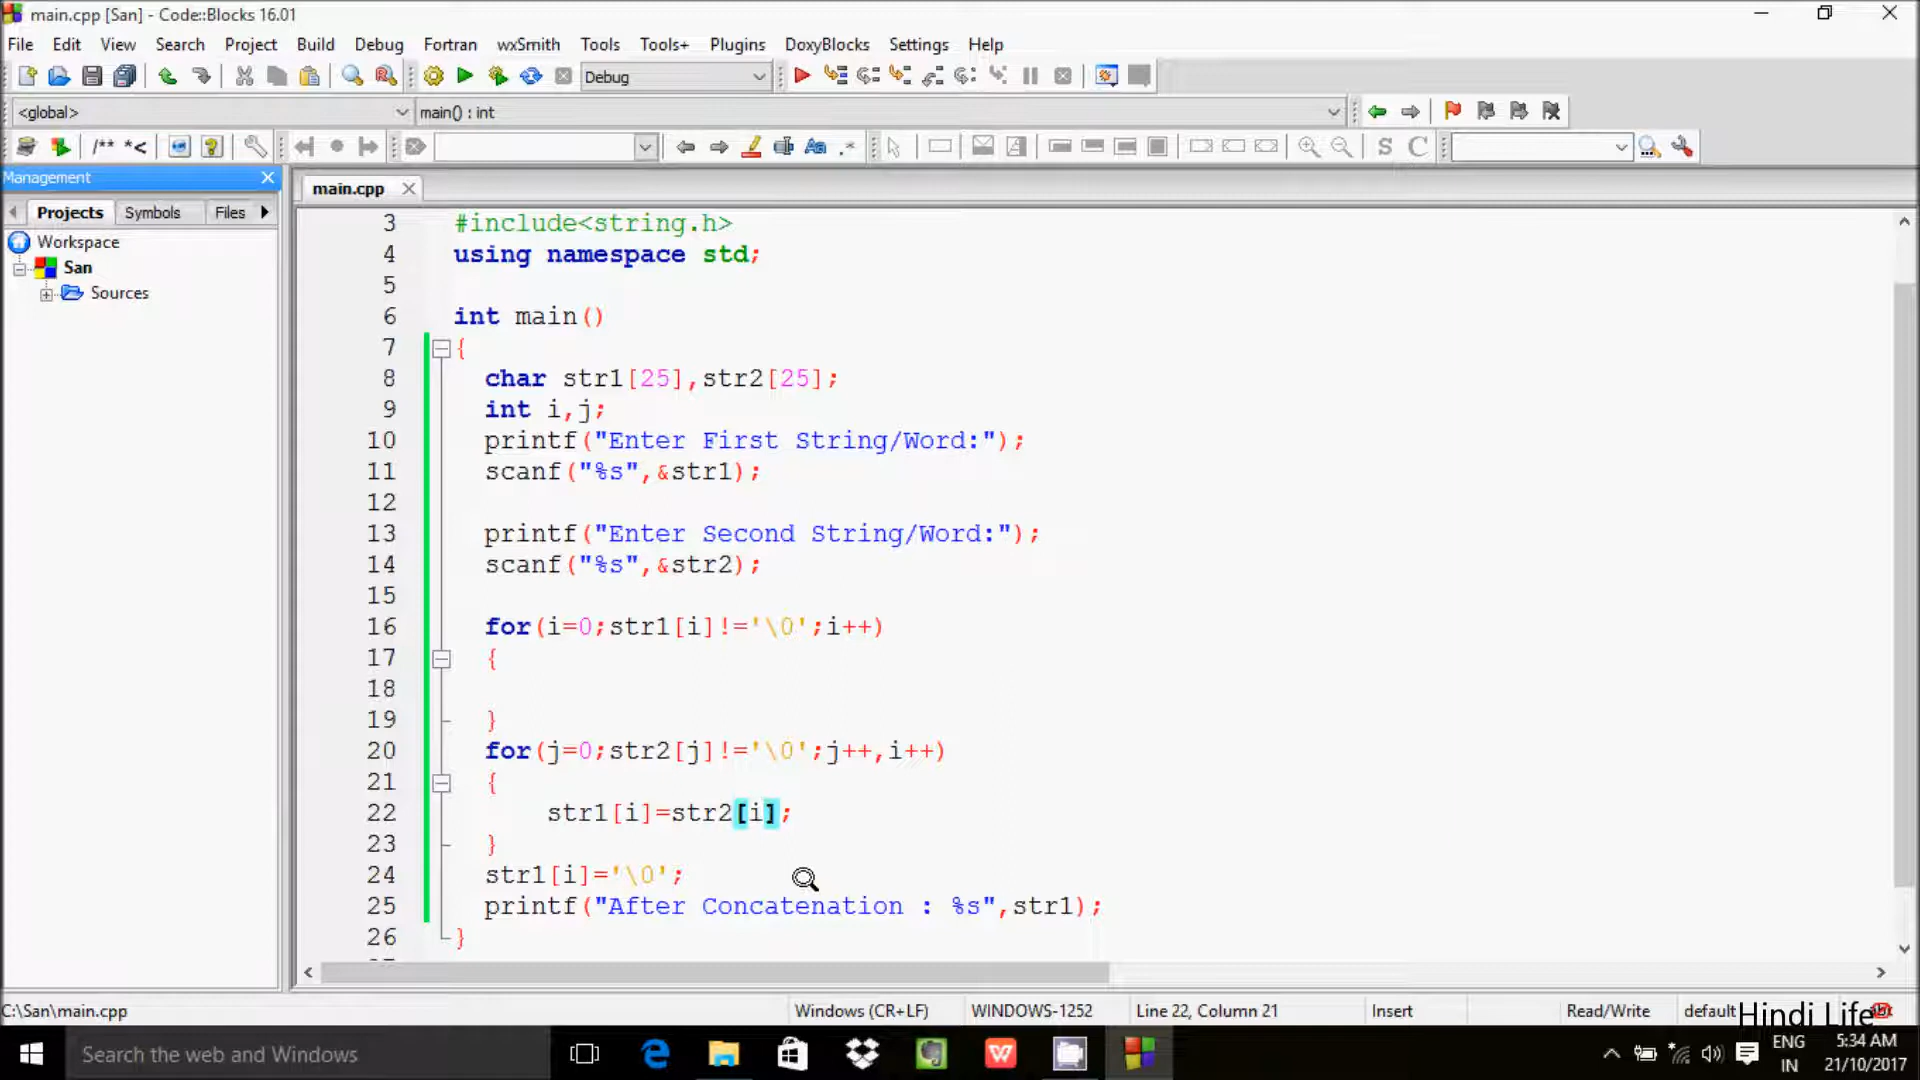 main.cpp [San] - Code::Blocks 16.01
File Edit View Search Project Build Debug Fortran wxSmith Tools Tools+ Plugins DoxyBlocks Settings Help
Debug
<global> main() : int
/** *<
S C
Management
main.cpp
Projects Symbols Files
Workspace
San
Sources
3 #include<string.h>
4 using namespace std;
5
6 int main()
7 {
8 char str1[25],str2[25];
9 int i,j;
10 printf("Enter First String/Word:");
11 scanf("%s",&str1);
12
13 printf("Enter Second String/Word:");
14 scanf("%s",&str2);
15
16 for(i=0;str1[i]!='\0';i++)
17 {
18
19 }
20 for(j=0;str2[j]!='\0';j++,i++)
21 {
22 str1[i]=str2[i];
23 }
24 str1[i]='\0';
25 printf("After Concatenation : %s",str1);
26 }
C:\San\main.cpp Windows (CR+LF) WINDOWS-1252 Line 22, Column 21 Insert Read/Write default
Hindi Life
Search the web and Windows
ENG 5:34 AM
IN 21/10/2017